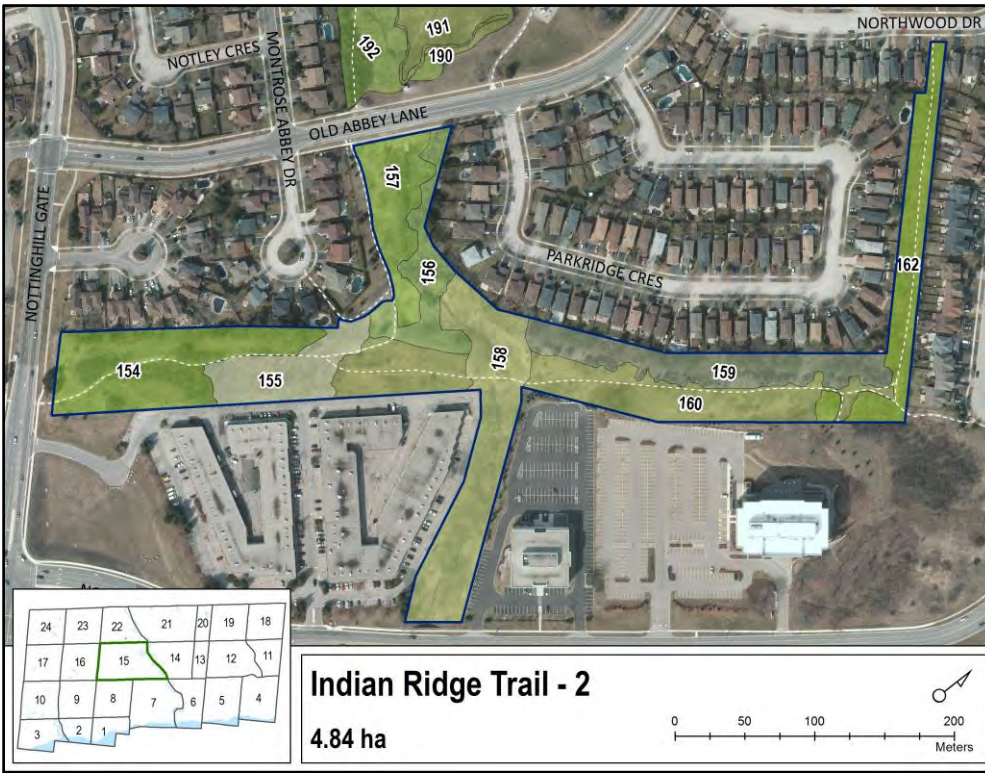 NORTHWOOD DR
191
192
190
NOTLEY CRES
MONTROSE ABBEY DR
OLD ABBEY LANE
157
NOTTINGHILL GATE
156
PARKRIDGE CRES
162
154
155
158
159
160
24 23 22 21 20 19 18
17 16 15 14 13 12 11
10 9 8 7 6 5 4
3 2 1
Indian Ridge Trail - 2
4.84 ha
0 50 100 200
Meters